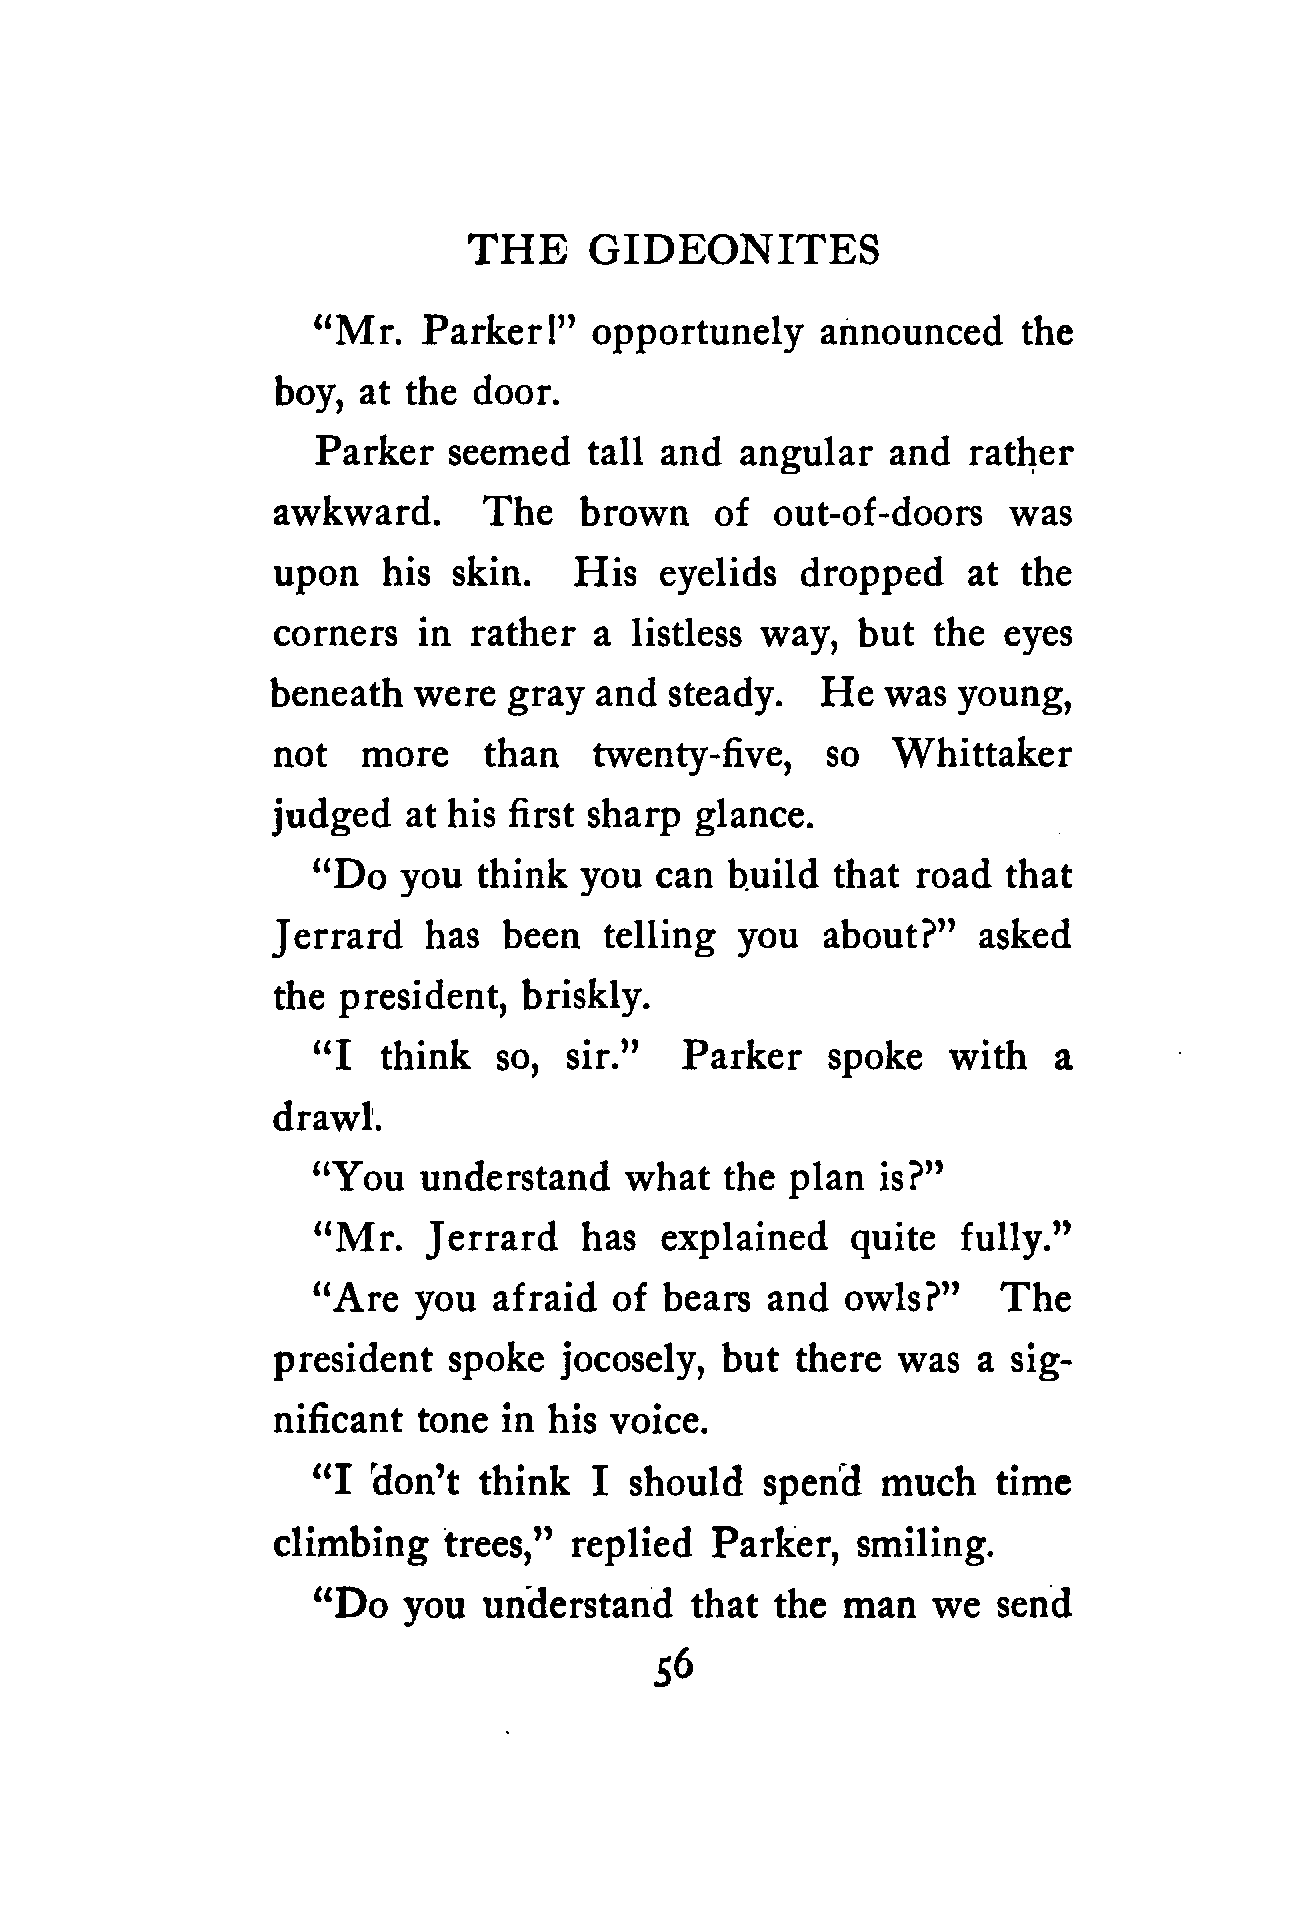 THE GIDEONITES
“Mr. Parker!” opportunely announced the
boy, at the door.
Parker seemed tall and angular and rather
awkward. The brown of out-of-doors was
upon his skin. His eyelids dropped at the
corners in rather a listless way, but the eyes
beneath were gray and steady. He was young,
not more than twenty-five, so Whittaker
judged at his first sharp glance.
“Do you think you can build that road that
Jerrard has been telling you about?” asked
the president, briskly.
“I think so, sir.” Parker spoke with a
drawl.
“You understand what the plan is?”
“Mr. Jerrard has explained quite fully.”
“Are you afraid of bears and owls?” The
president spoke jocosely, but there was a sig-
nificant tone in his voice.
“I don’t think I should spend much time
climbing trees,” replied Parker, smiling.
“Do you understand that the man we send
56